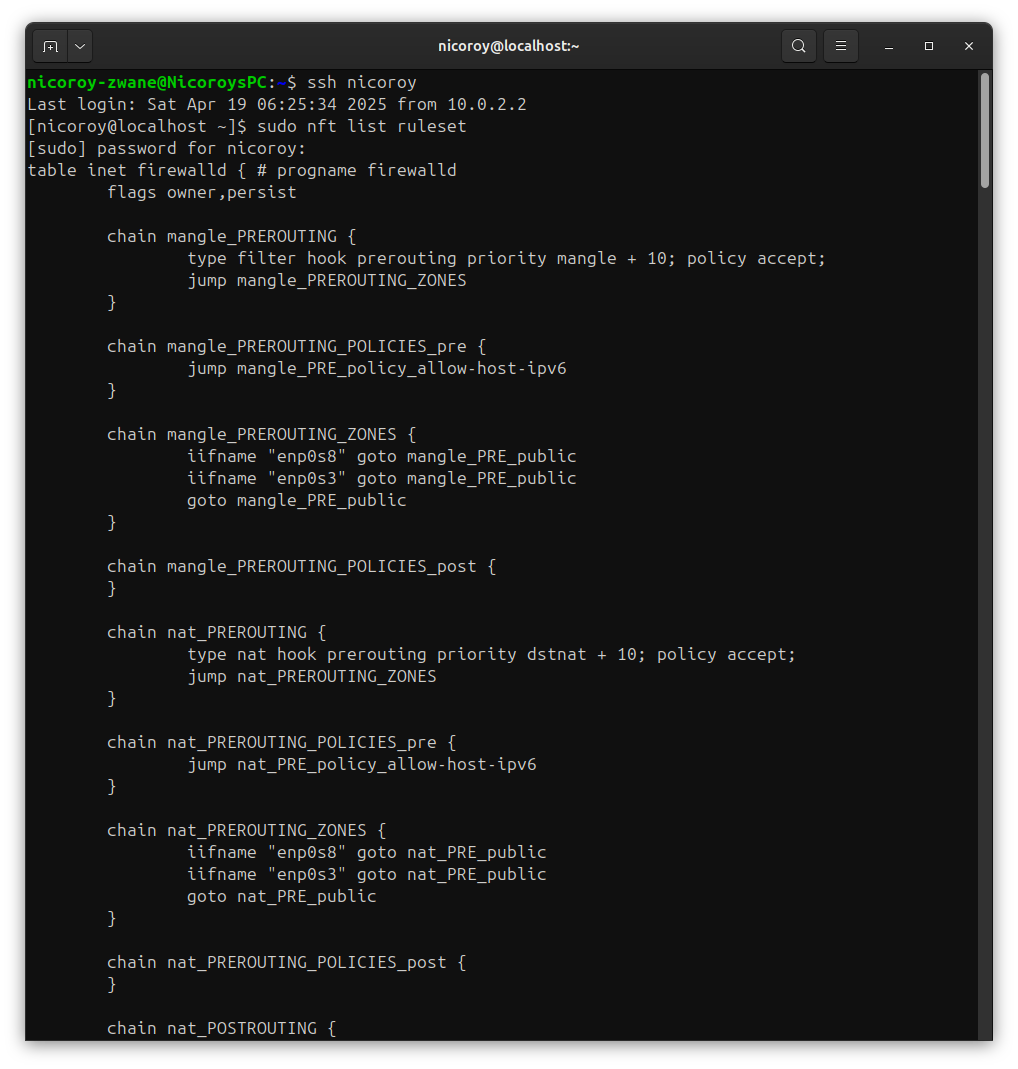 nicoroy@localhost:~
nicoroy-zwane@NicoroysPC:~$ ssh nicoroy
Last login: Sat Apr 19 06:25:34 2025 from 10.0.2.2
[nicoroy@localhost ~]$ sudo nft list ruleset
[sudo] password for nicoroy:
table inet firewalld { # progname firewalld
        flags owner,persist

        chain mangle_PREROUTING {
                type filter hook prerouting priority mangle + 10; policy accept;
                jump mangle_PREROUTING_ZONES
        }

        chain mangle_PREROUTING_POLICIES_pre {
                jump mangle_PRE_policy_allow-host-ipv6
        }

        chain mangle_PREROUTING_ZONES {
                iifname "enp0s8" goto mangle_PRE_public
                iifname "enp0s3" goto mangle_PRE_public
                goto mangle_PRE_public
        }

        chain mangle_PREROUTING_POLICIES_post {
        }

        chain nat_PREROUTING {
                type nat hook prerouting priority dstnat + 10; policy accept;
                jump nat_PREROUTING_ZONES
        }

        chain nat_PREROUTING_POLICIES_pre {
                jump nat_PRE_policy_allow-host-ipv6
        }

        chain nat_PREROUTING_ZONES {
                iifname "enp0s8" goto nat_PRE_public
                iifname "enp0s3" goto nat_PRE_public
                goto nat_PRE_public
        }

        chain nat_PREROUTING_POLICIES_post {
        }

        chain nat_POSTROUTING {